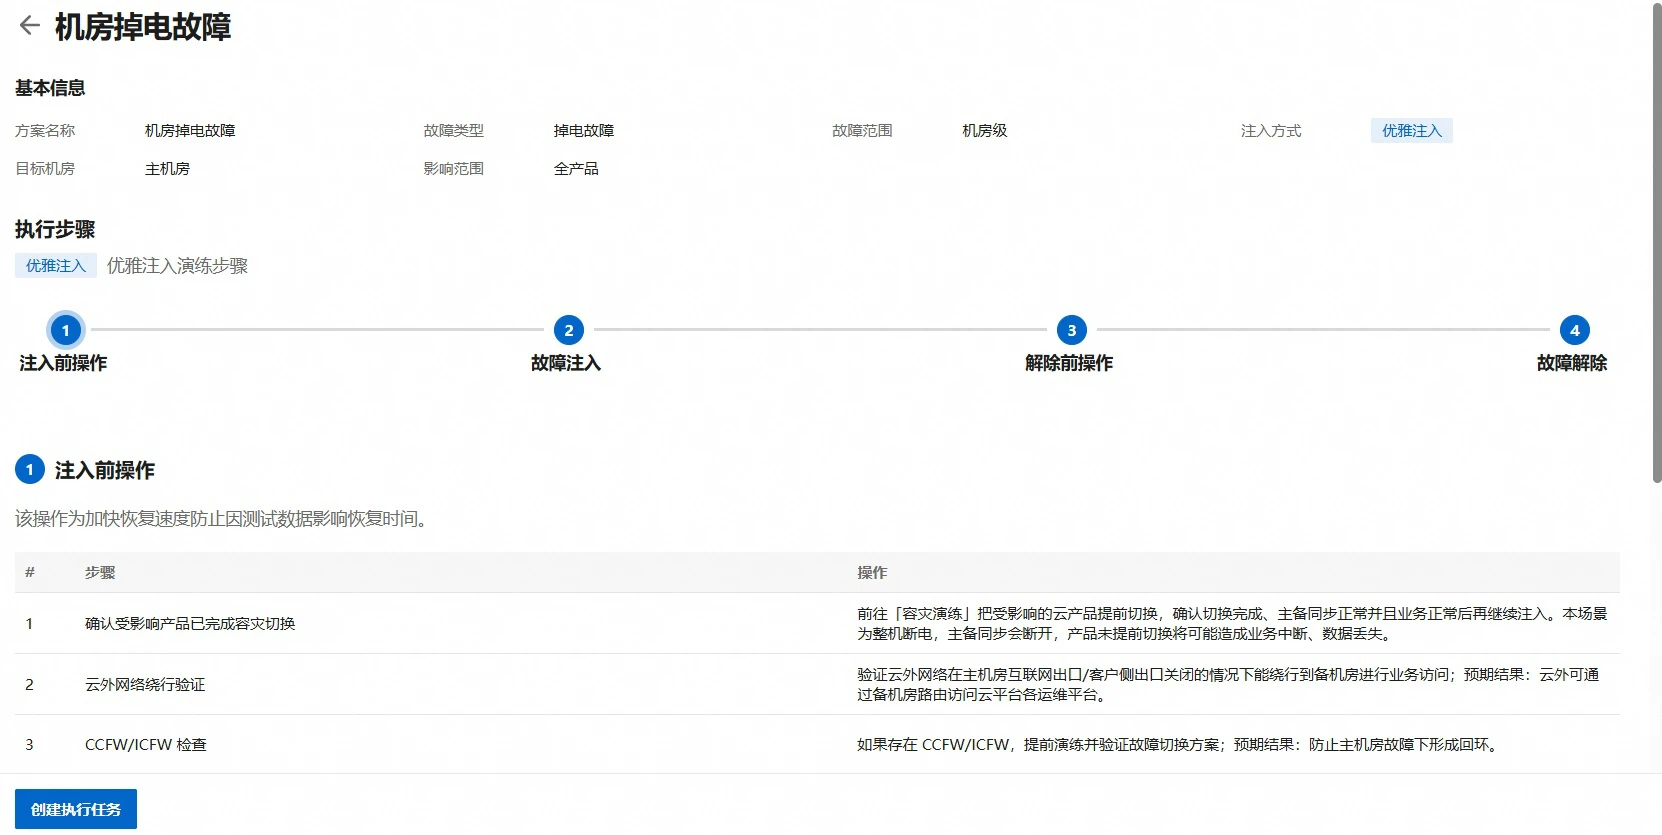 机房掉电故障
基本信息
方案名称 机房掉电故障 故障类型 掉电故障 故障范围 机房级 注入方式 优雅注入
目标机房 主机房 影响范围 全产品
执行步骤
优雅注入 优雅注入演练步骤
1 2 3 4
注入前操作 故障注入 解除前操作 故障解除
1 注入前操作
该操作为加快恢复速度防止因测试数据影响恢复时间。
# 步骤 操作
1 确认受影响产品已完成容灾切换 前往「容灾演练」把受影响的云产品提前切换，确认切换完成、主备同步正常并且业务正常后再继续注入。本场景
为整机断电，主备同步会断开，产品未提前切换将可能造成业务中断、数据丢失。
2 云外网络绕行验证 验证云外网络在主机房互联网出口/客户侧出口关闭的情况下能绕行到备机房进行业务访问；预期结果：云外可通
过备机房路由访问云平台各运维平台。
3 CCFW/ICFW 检查 如果存在 CCFW/ICFW，提前演练并验证故障切换方案；预期结果：防止主机房故障下形成回环。
创建执行任务